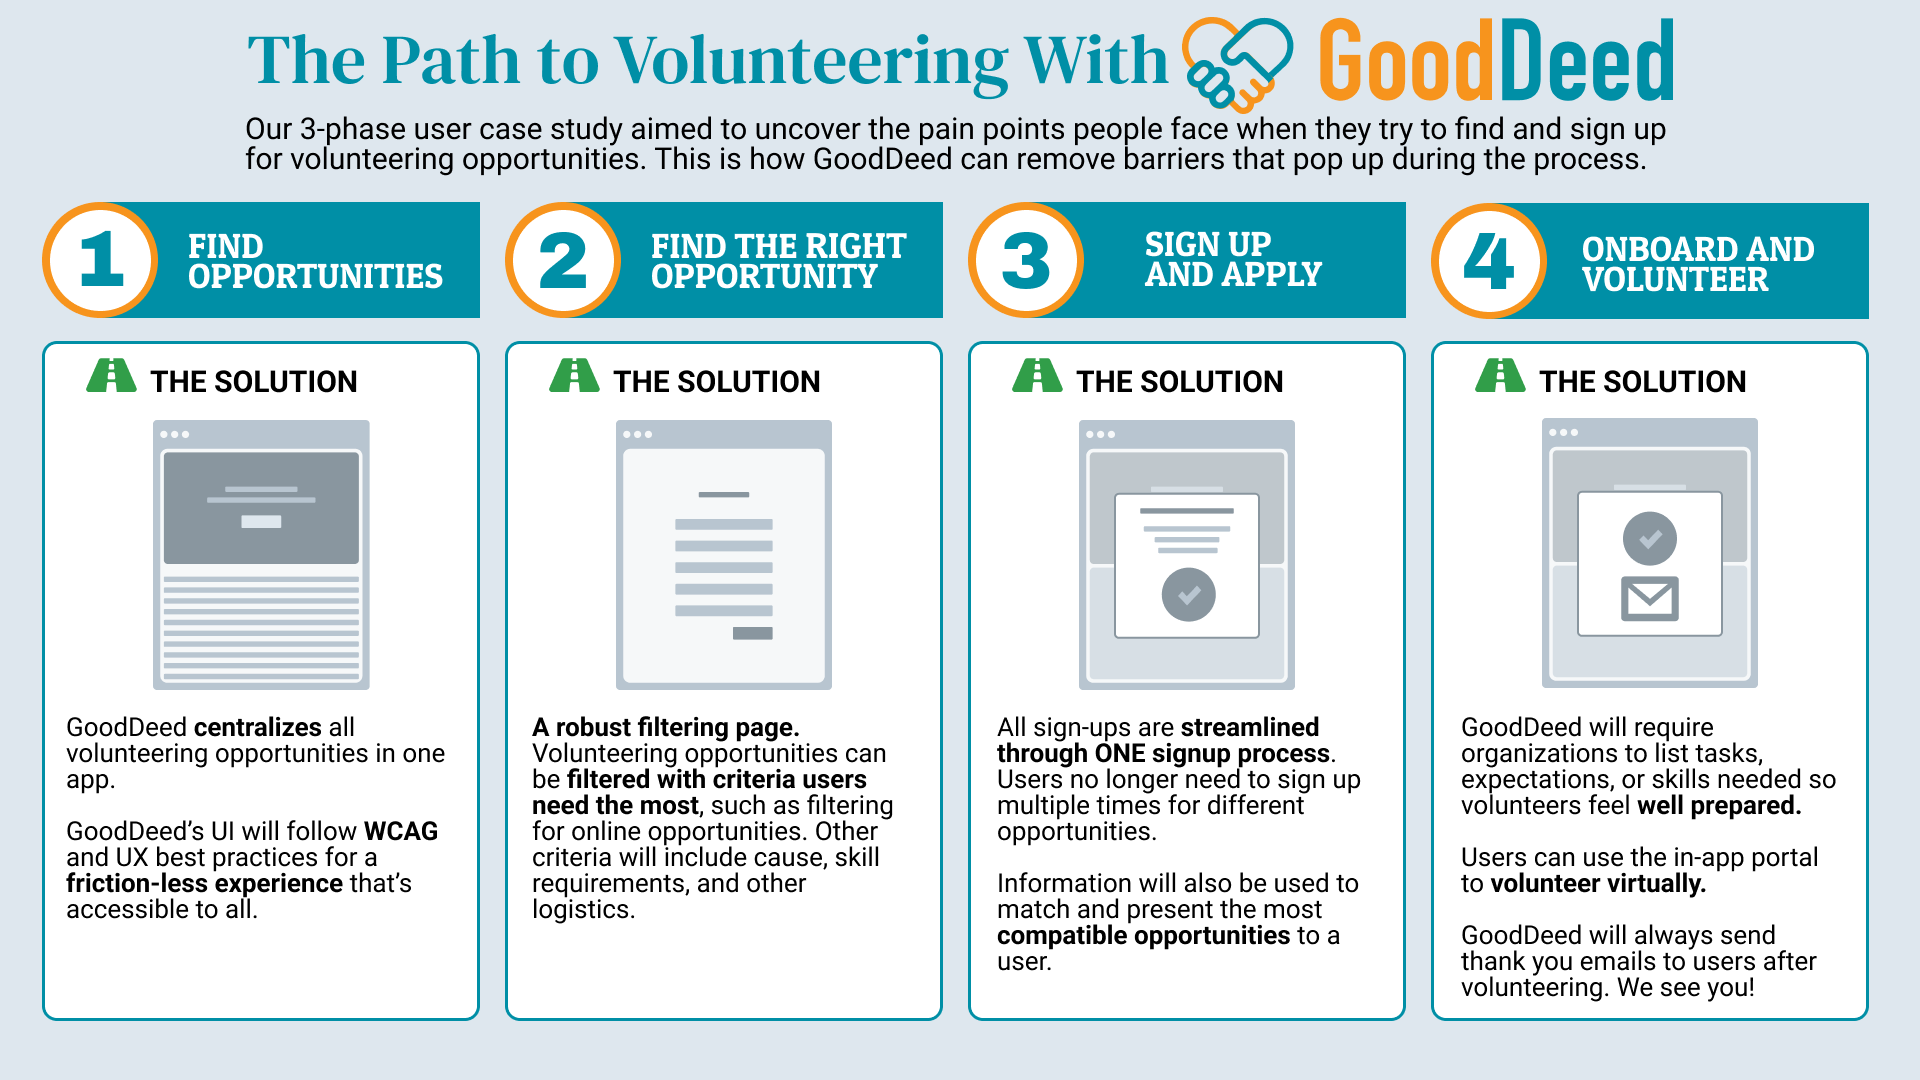 The Path to Volunteering With GoodDeed
Our 3-phase user case study aimed to uncover the pain points people face when they try to find and sign up
for volunteering opportunities. This is how GoodDeed can remove barriers that pop up during the process.
1
FIND
OPPORTUNITIES
THE SOLUTION
GoodDeed centralizes all
volunteering opportunities in one
app.
GoodDeed’s UI will follow WCAG
and UX best practices for a
friction-less experience that’s
accessible to all.
2
FIND THE RIGHT
OPPORTUNITY
THE SOLUTION
A robust filtering page.
Volunteering opportunities can
be filtered with criteria users
need the most, such as filtering
for online opportunities. Other
criteria will include cause, skill
requirements, and other
logistics.
3
SIGN UP
AND APPLY
THE SOLUTION
All sign-ups are streamlined
through ONE signup process.
Users no longer need to sign up
multiple times for different
opportunities.
Information will also be used to
match and present the most
compatible opportunities to a
user.
4
ONBOARD AND
VOLUNTEER
THE SOLUTION
GoodDeed will require
organizations to list tasks,
expectations, or skills needed so
volunteers feel well prepared.
Users can use the in-app portal
to volunteer virtually.
GoodDeed will always send
thank you emails to users after
volunteering. We see you!